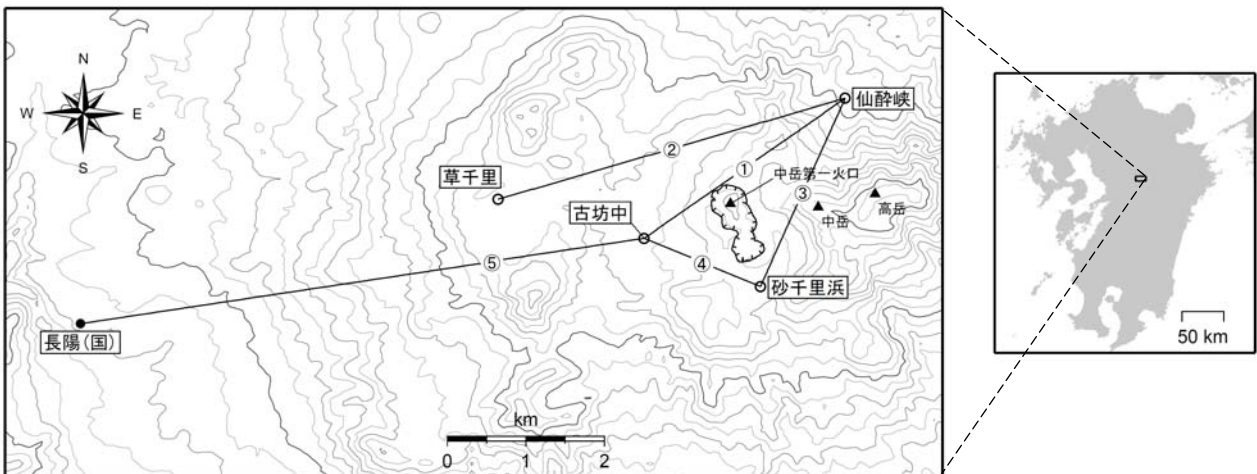 N
W
E
S
仙酔峡
②
草千里
①
中岳第一火口
③
高岳
中岳
古坊中
④
⑤
砂千里浜
長陽(国)
km
0
1
2
50 km